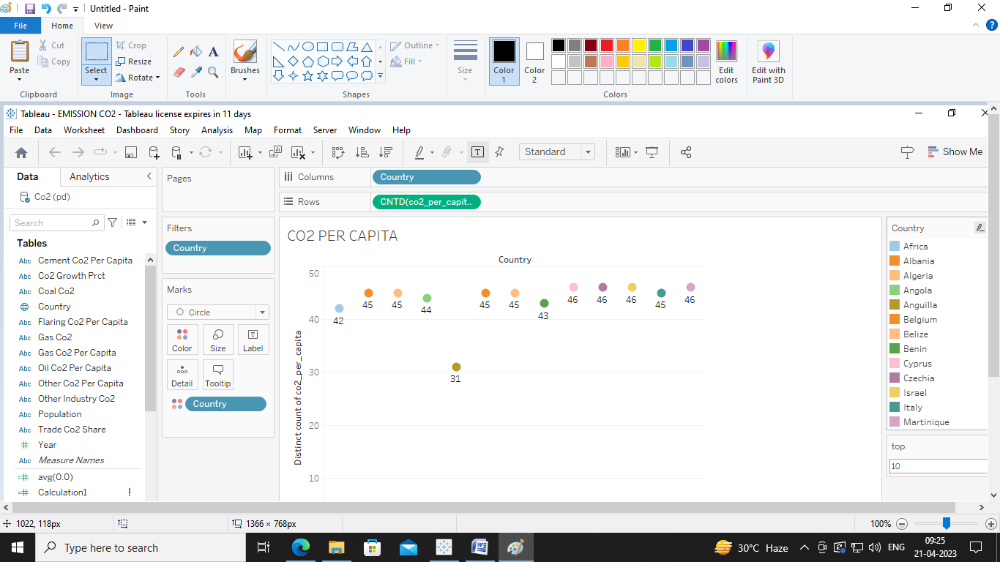 Untitled - Paint
File Home View
Paste
Cut
Copy
Clipboard
Select
Crop
Resize
Rotate
Image
A
Tools
Brushes
Shapes
Outline
Fill
Size
Color 1
Color 2
Colors
Edit colors
Edit with Paint 3D
Tableau - EMISSION CO2 - Tableau license expires in 11 days
File Data Worksheet Dashboard Story Analysis Map Format Server Window Help
Standard
Show Me
Data Analytics
Co2 (pd)
Search
Tables
Abc Cement Co2 Per Capita
Abc Co2 Growth Prct
Abc Coal Co2
Country
Abc Flaring Co2 Per Capita
Abc Gas Co2
Abc Gas Co2 Per Capita
Abc Oil Co2 Per Capita
Abc Other Co2 Per Capita
Abc Other Industry Co2
Abc Population
Abc Trade Co2 Share
# Year
Abc Measure Names
=# avg(0.0)
=# Calculation1 !
Pages
Filters
Country
Marks
Circle
Color Size Label
Detail Tooltip
Country
Columns Country
Rows CNTD(co2_per_capit..
CO2 PER CAPITA
Country
Distinct count of co2_per_capita
50
40
30
20
10
42 45 45 44 31 45 45 43 46 46 46 45 46
Country
Africa
Albania
Algeria
Angola
Anguilla
Belgium
Belize
Benin
Cyprus
Czechia
Israel
Italy
Martinique
top
10
1022, 118px
1366 × 768px
100%
Type here to search
30°C Haze
ENG
09:25
21-04-2023